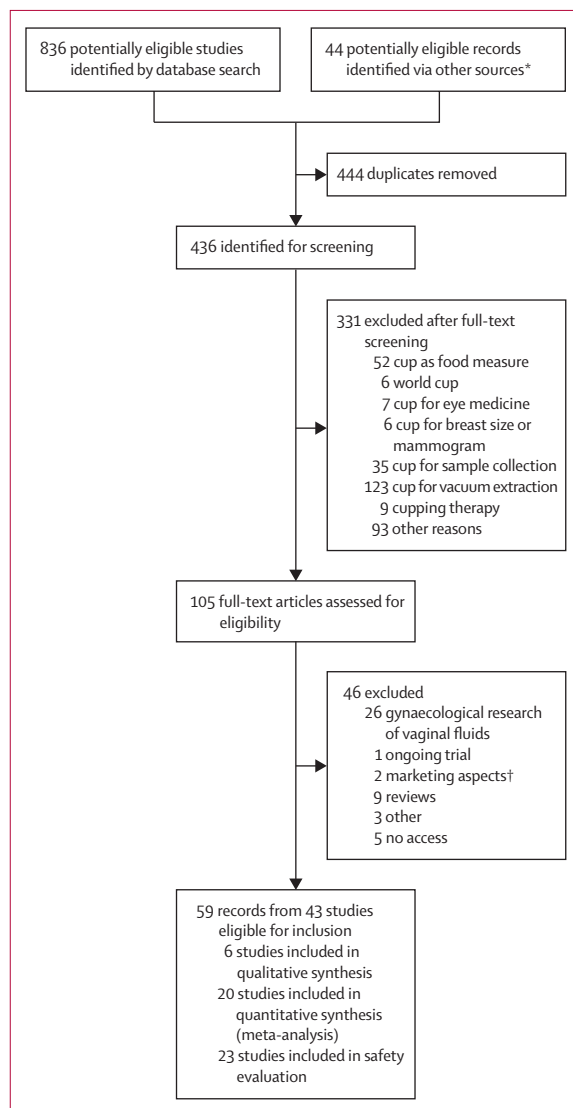 836 potentially eligible studies
identified by database search
44 potentially eligible records
identified via other sources*
444 duplicates removed
436 identified for screening
331 excluded after full-text
screening
52 cup as food measure
6 world cup
7 cup for eye medicine
6 cup for breast size or
mammogram
35 cup for sample collection
123 cup for vacuum extraction
9 cupping therapy
93 other reasons
105 full-text articles assessed for
eligibility
46 excluded
26 gynaecological research
of vaginal fluids
1 ongoing trial
2 marketing aspects†
9 reviews
3 other
5 no access
59 records from 43 studies
eligible for inclusion
6 studies included in
qualitative synthesis
20 studies included in
quantitative synthesis
(meta-analysis)
23 studies included in safety
evaluation